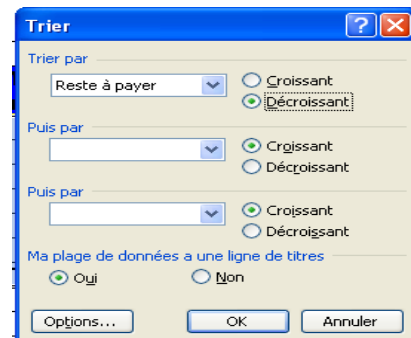 Trier
Trier par
Reste à payer
Croissant
Décroissant
Puis par
Croissant
Décroissant
Puis par
Croissant
Décroissant
Ma plage de données a une ligne de titres
Oui
Non
Options...
OK
Annuler